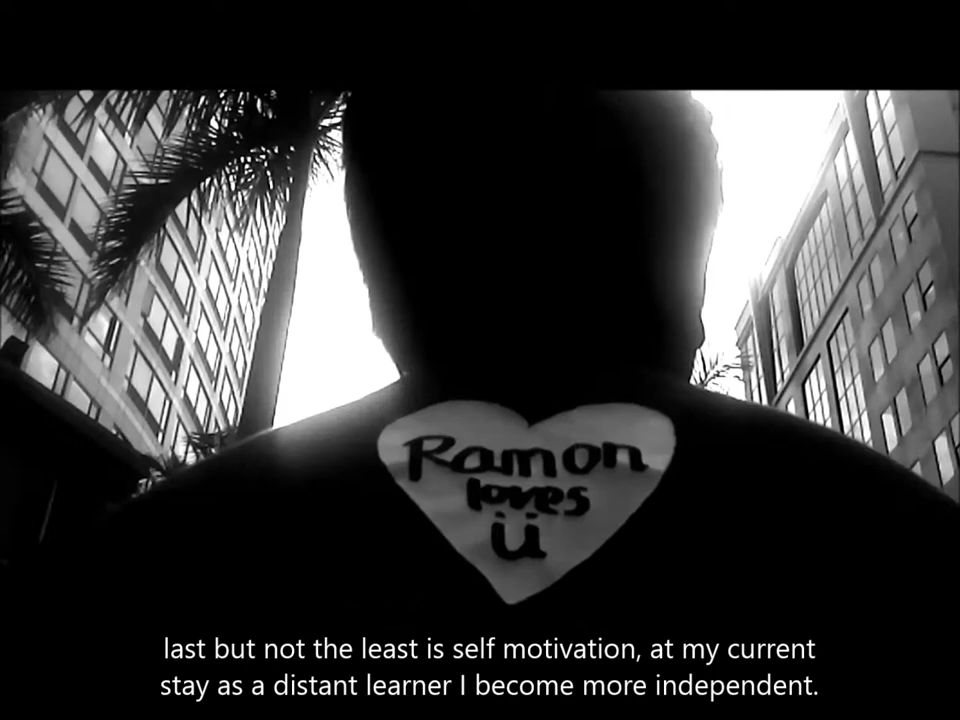 Ramon
loves
ü
last but not the least is self motivation, at my current
stay as a distant learner I become more independent.